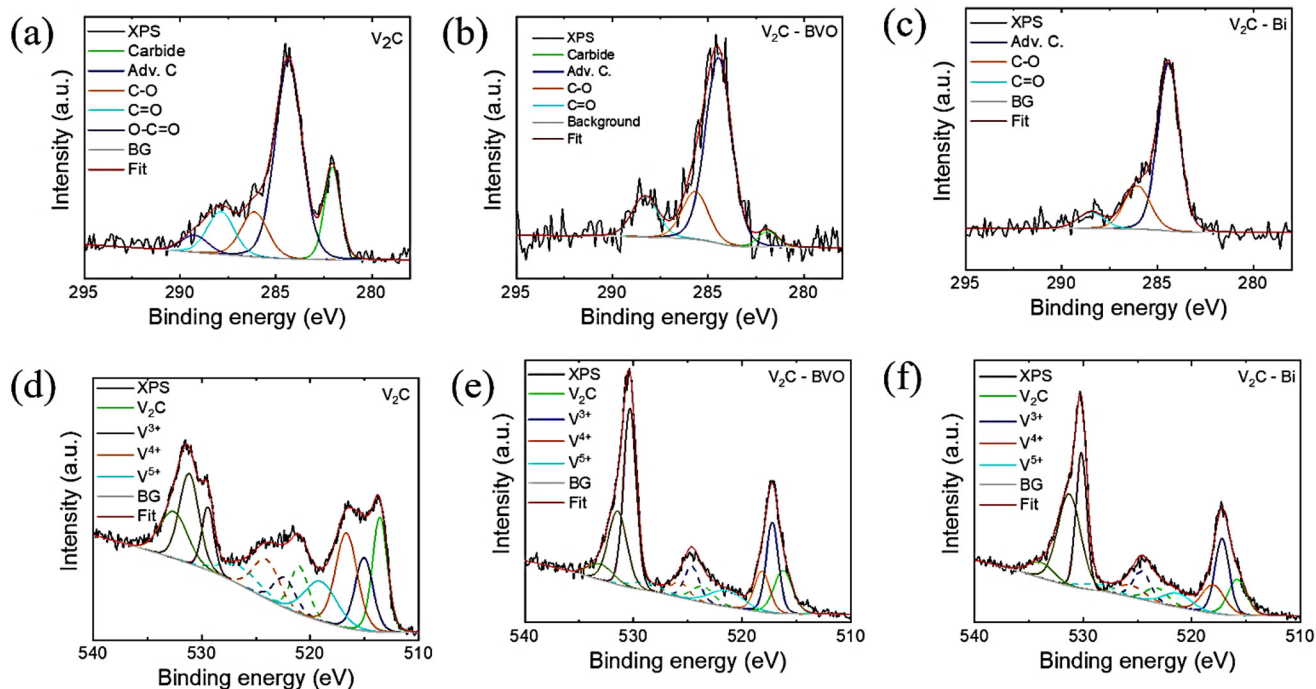 (a)
V₂C
XPS
Carbide
Adv. C
C-O
C=O
O-C=O
BG
Fit
Intensity (a.u.)
295 290 285 280
Binding energy (eV)
(b)
V₂C - BVO
XPS
Carbide
Adv. C.
C-O
C=O
Background
Fit
Intensity (a.u.)
295 290 285 280
Binding energy (eV)
(c)
V₂C - Bi
XPS
Adv. C.
C-O
C=O
BG
Fit
Intensity (a.u.)
295 290 285 280
Binding energy (eV)
(d)
V₂C
XPS
V₂C
V³⁺
V⁴⁺
V⁵⁺
BG
Fit
Intensity (a.u.)
540 530 520 510
Binding energy (eV)
(e)
V₂C - BVO
XPS
V₂C
V³⁺
V⁴⁺
V⁵⁺
BG
Fit
Intensity (a.u.)
540 530 520 510
Binding energy (eV)
(f)
V₂C - Bi
XPS
V₂C
V³⁺
V⁴⁺
V⁵⁺
BG
Fit
Intensity (a.u.)
540 530 520 510
Binding energy (eV)